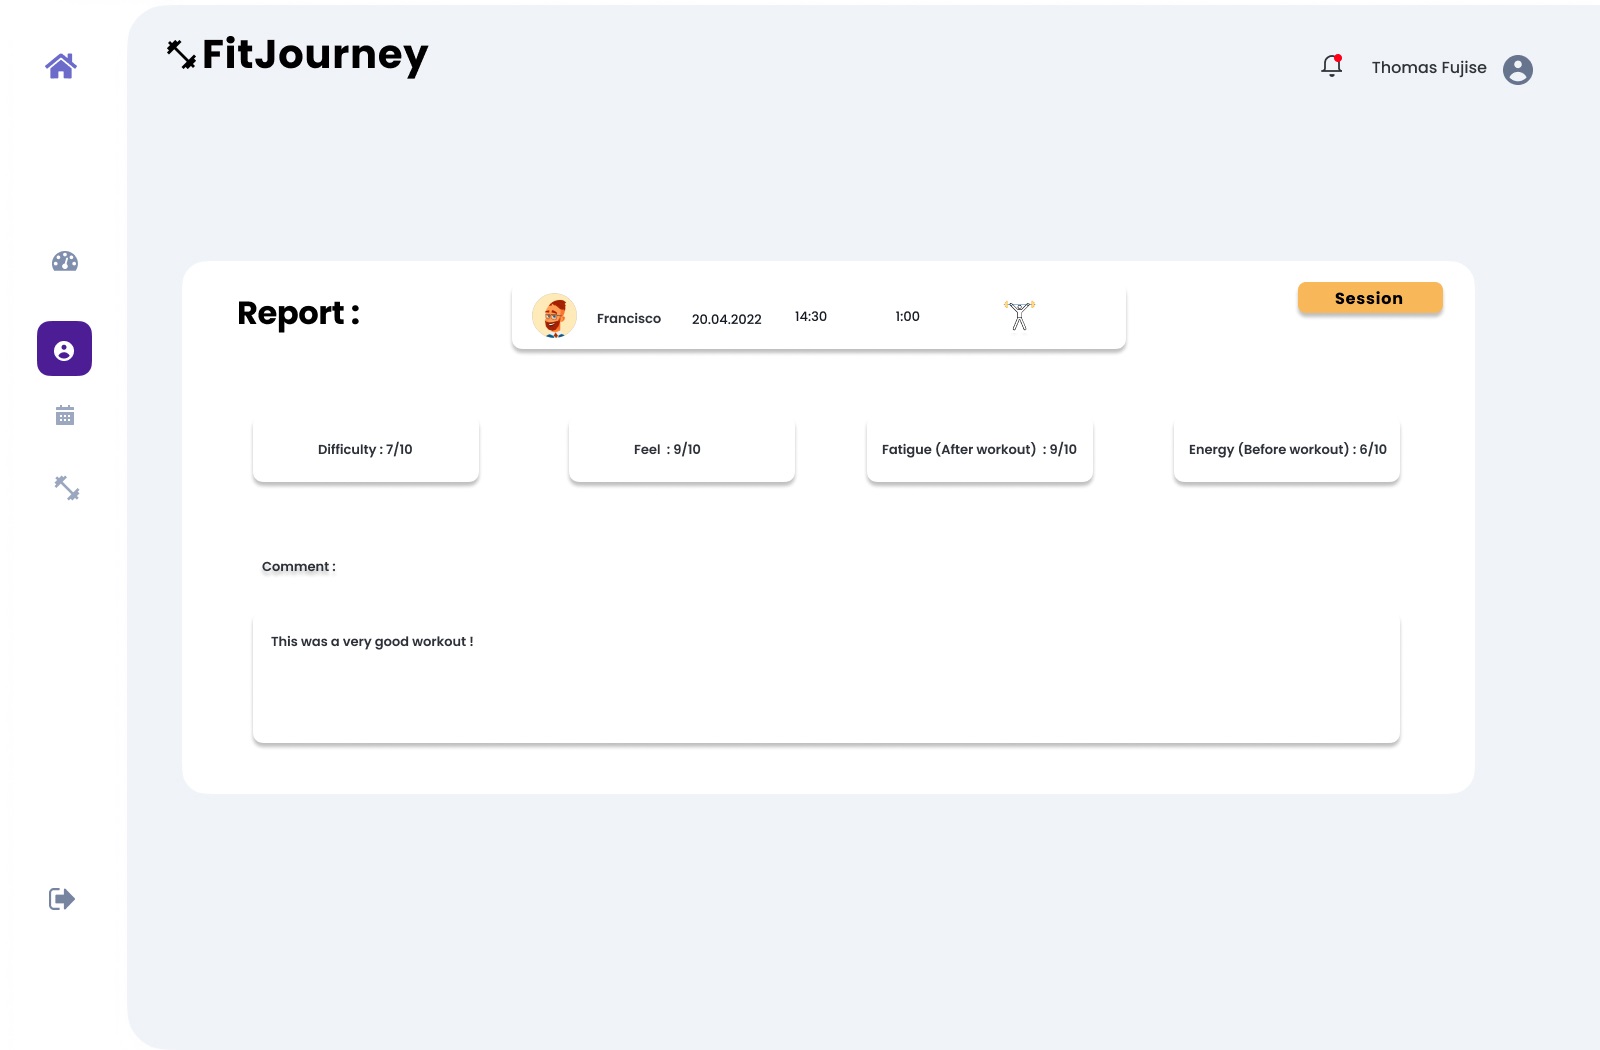 FitJourney
Thomas Fujise
Report :
Francisco 20.04.2022 14:30 1:00
Session
Difficulty : 7/10
Feel : 9/10
Fatigue (After workout) : 9/10
Energy (Before workout) : 6/10
Comment :
This was a very good workout !